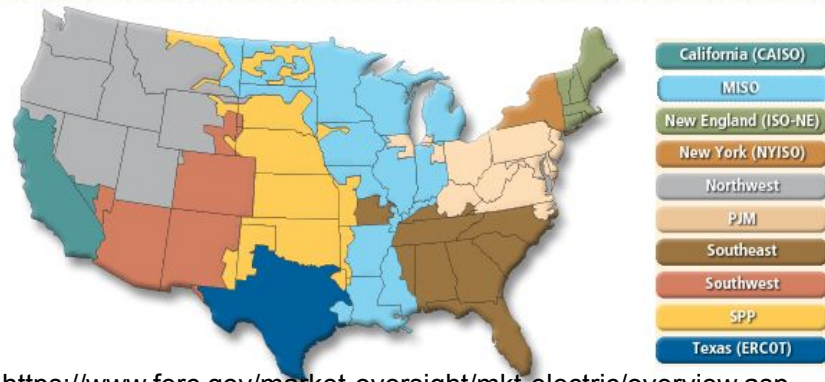 California (CAISO)
MISO
New England (ISO-NE)
New York (NYISO)
Northwest
PJM
Southeast
Southwest
SPP
Texas (ERCOT)
https://www.ferc.gov/market-oversight/mkt-electric/overview.asp